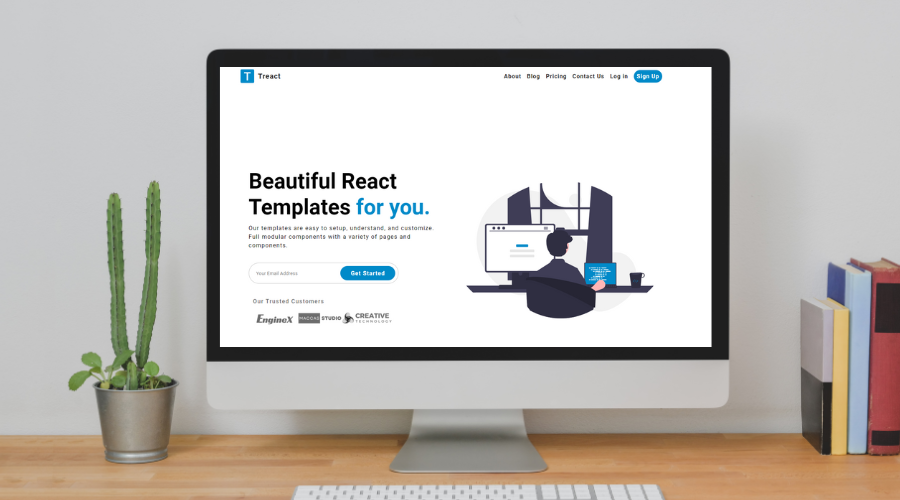 T Treact
About Blog Pricing Contact Us Log in Sign Up
Beautiful React
Templates for you.
Our templates are easy to setup, understand, and customize.
Full modular components with a variety of pages and
components.
Your Email Address Get Started
Our Trusted Customers
EngineX STUDIO CREATIVE
TECHNOLOGY